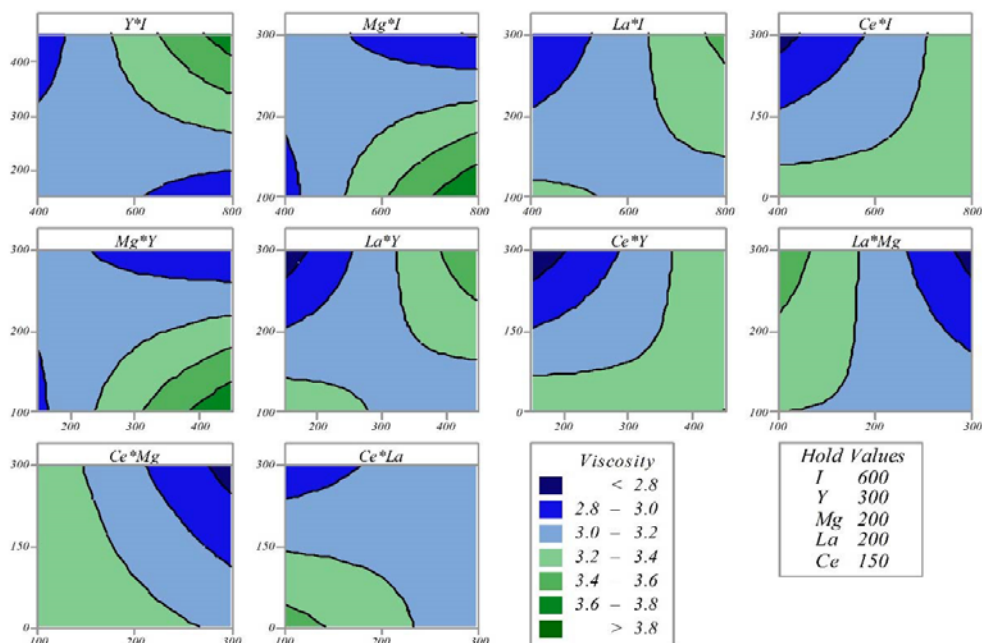 Y*I
Mg*I
La*I
Ce*I
400
300
200
400
600
800
300
200
100
400
600
800
300
200
100
400
600
800
300
150
0
400
600
800
Mg*Y
La*Y
Ce*Y
La*Mg
300
200
100
200
300
400
300
200
100
200
300
400
300
150
0
200
300
400
300
200
100
100
200
300
Ce*Mg
Ce*La
300
150
0
100
200
300
300
150
0
100
200
300
Viscosity
< 2.8
2.8 – 3.0
3.0 – 3.2
3.2 – 3.4
3.4 – 3.6
3.6 – 3.8
> 3.8
Hold Values
I 600
Y 300
Mg 200
La 200
Ce 150